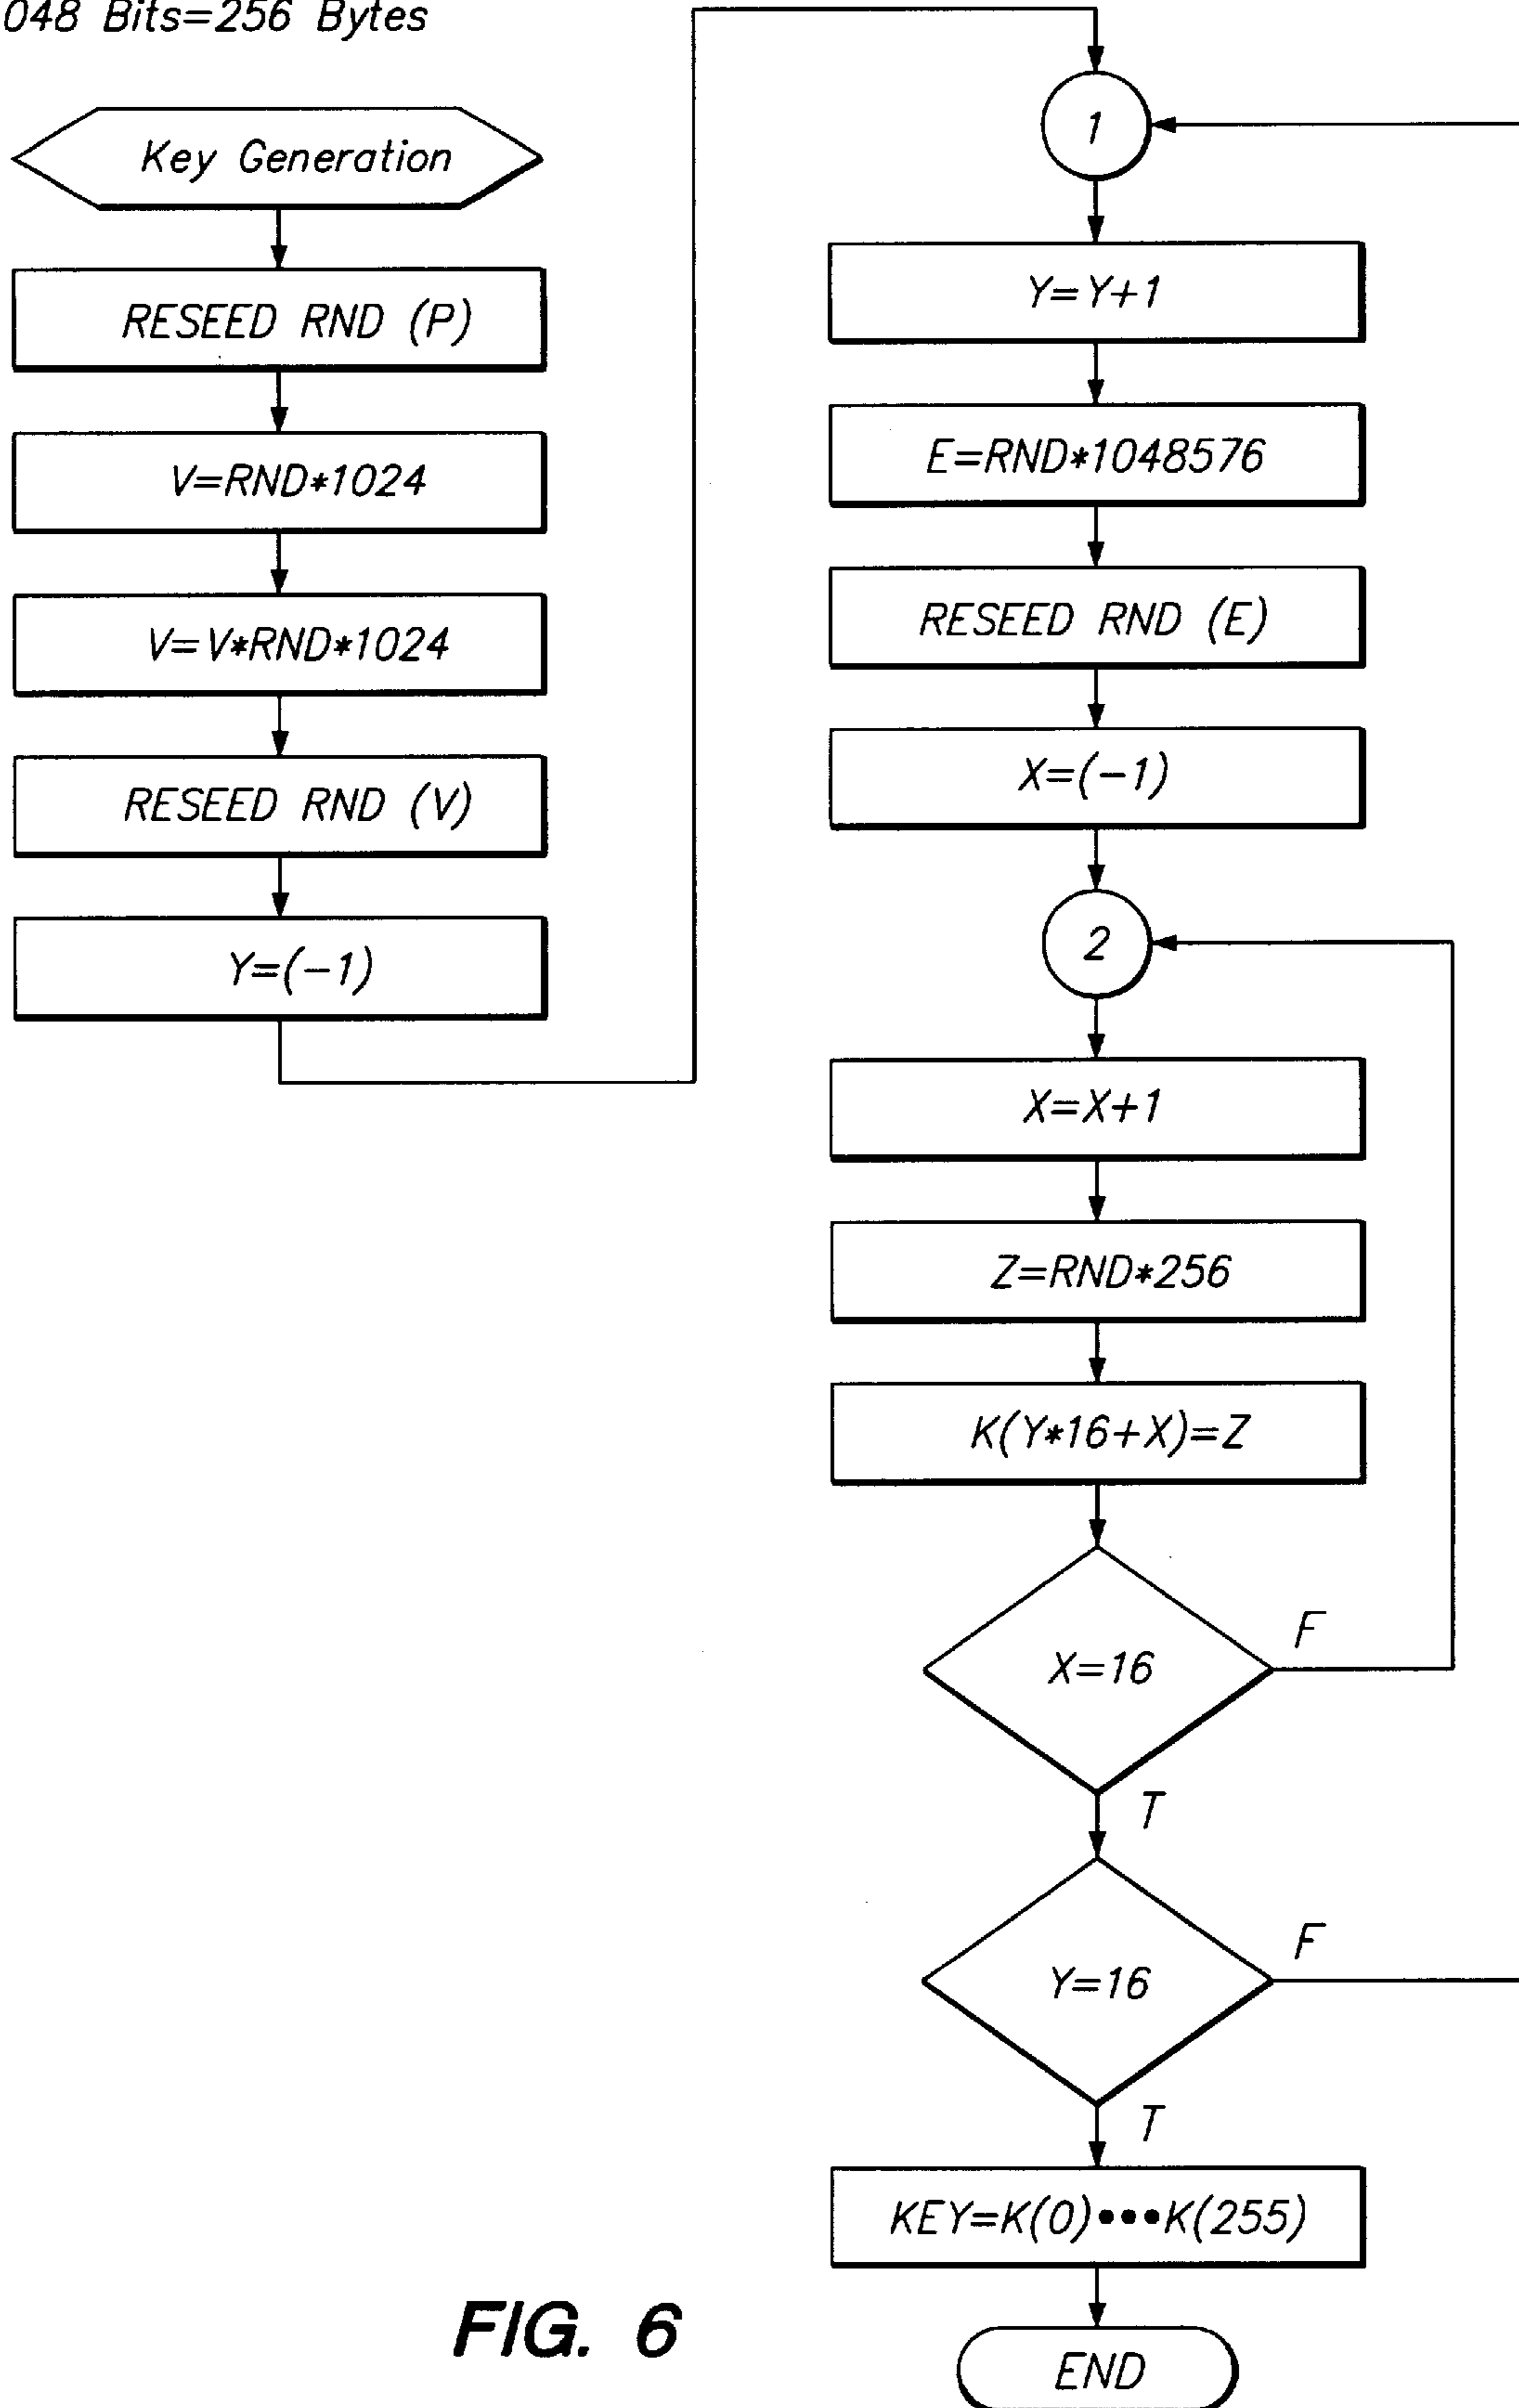 048 Bits=256 Bytes
Key Generation
RESEED RND (P)
V=RND*1024
V=V*RND*1024
RESEED RND (V)
Y=(-1)
1
Y=Y+1
E=RND*1048576
RESEED RND (E)
X=(-1)
2
X=X+1
Z=RND*256
K(Y*16+X)=Z
X=16
F
T
Y=16
F
T
KEY=K(0)•••K(255)
END
FIG. 6